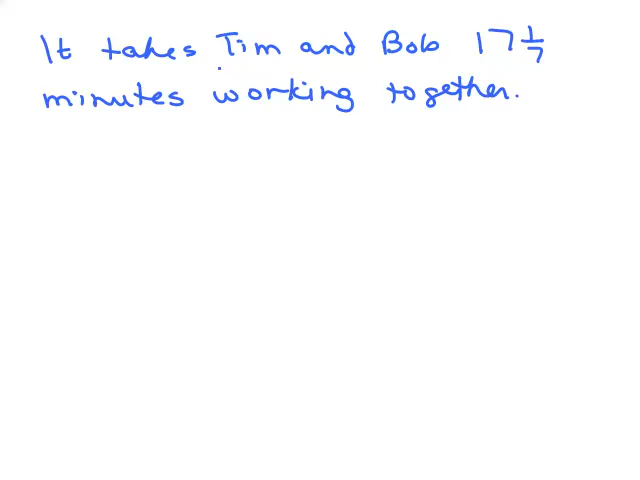 It takes Tim and Bob 17 1/7
minutes working together.